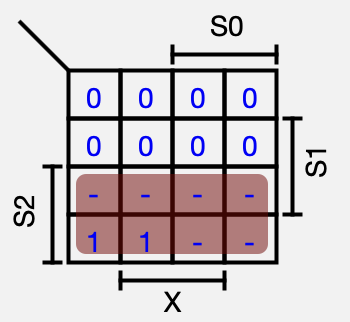 S0
0 0 0 0
0 0 0 0
S1
- - - -
S2
1 1 - -
X